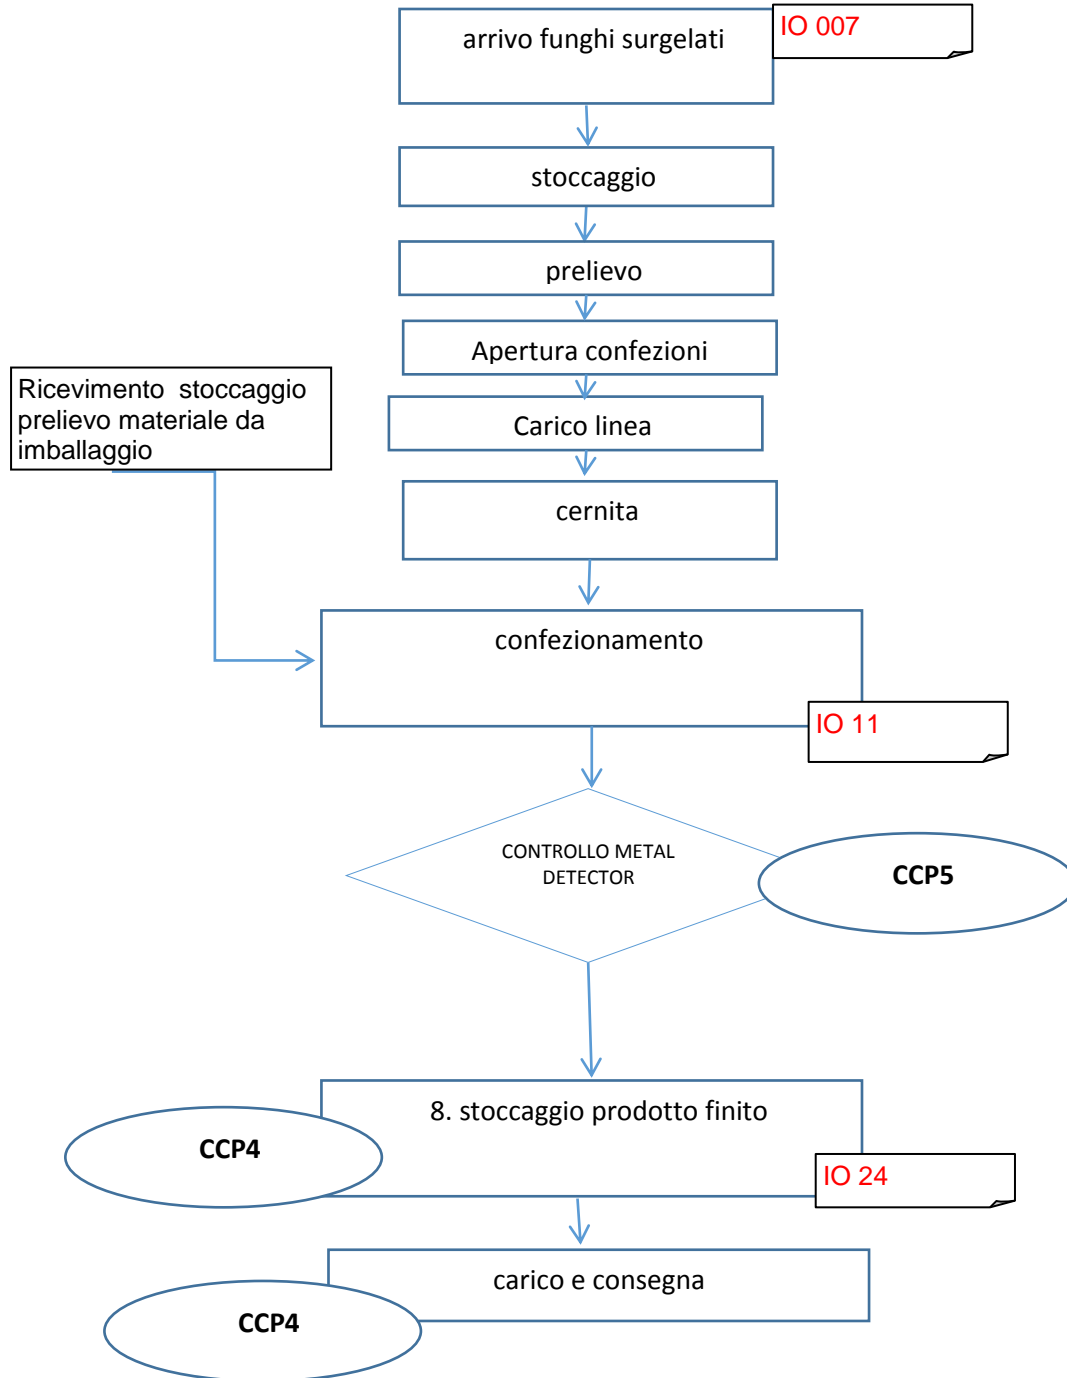 arrivo funghi surgelati
IO 007
stoccaggio
prelievo
Apertura confezioni
Ricevimento stoccaggio
prelievo materiale da
imballaggio
Carico linea
cernita
confezionamento
IO 11
CONTROLLO METAL
DETECTOR
CCP5
8. stoccaggio prodotto finito
CCP4
IO 24
carico e consegna
CCP4